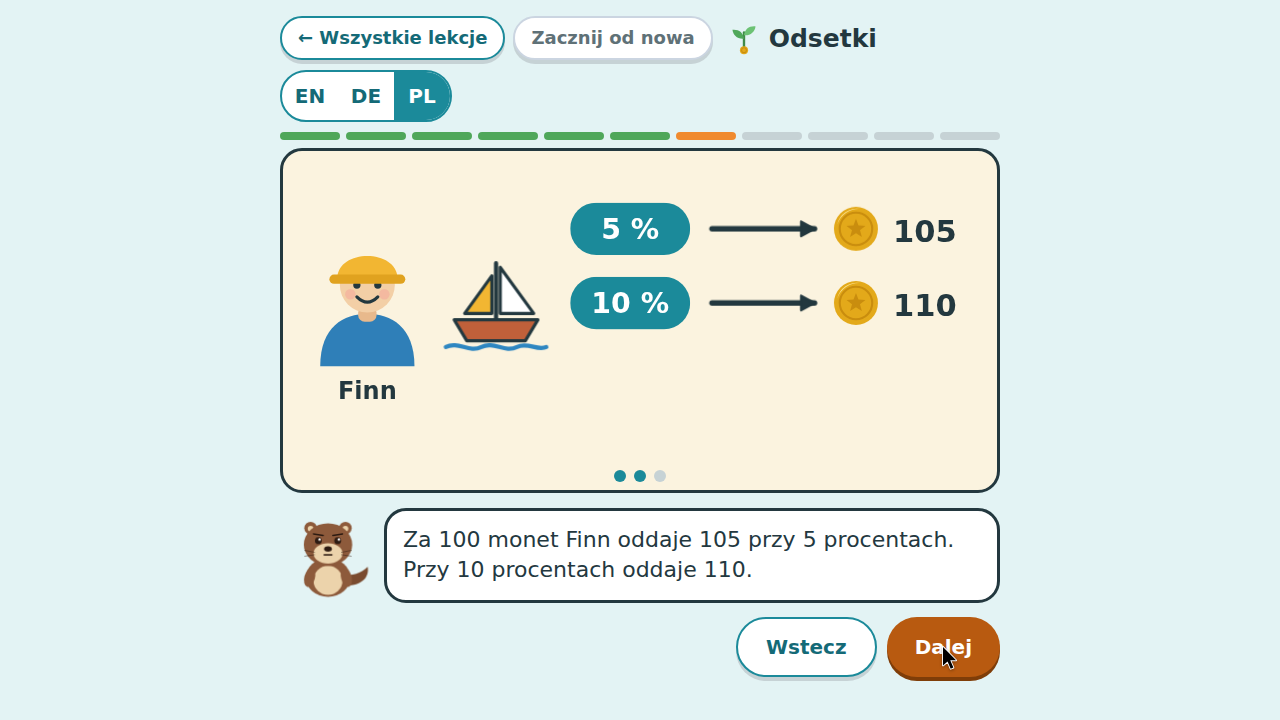 ← Wszystkie lekcje
Zacznij od nowa
Odsetki
EN DE PL
5 % 105
10 % 110
Finn
Za 100 monet Finn oddaje 105 przy 5 procentach.
Przy 10 procentach oddaje 110.
Wstecz
Dalej